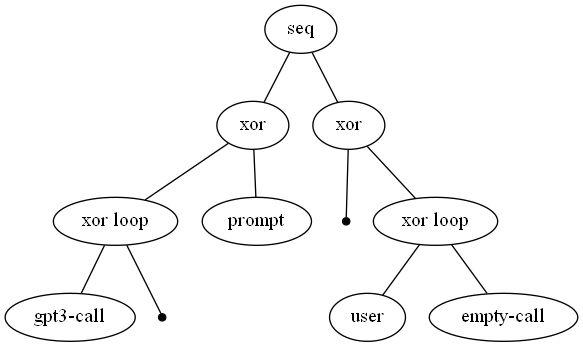 seq
xor xor
xor loop prompt xor loop
gpt3-call user empty-call